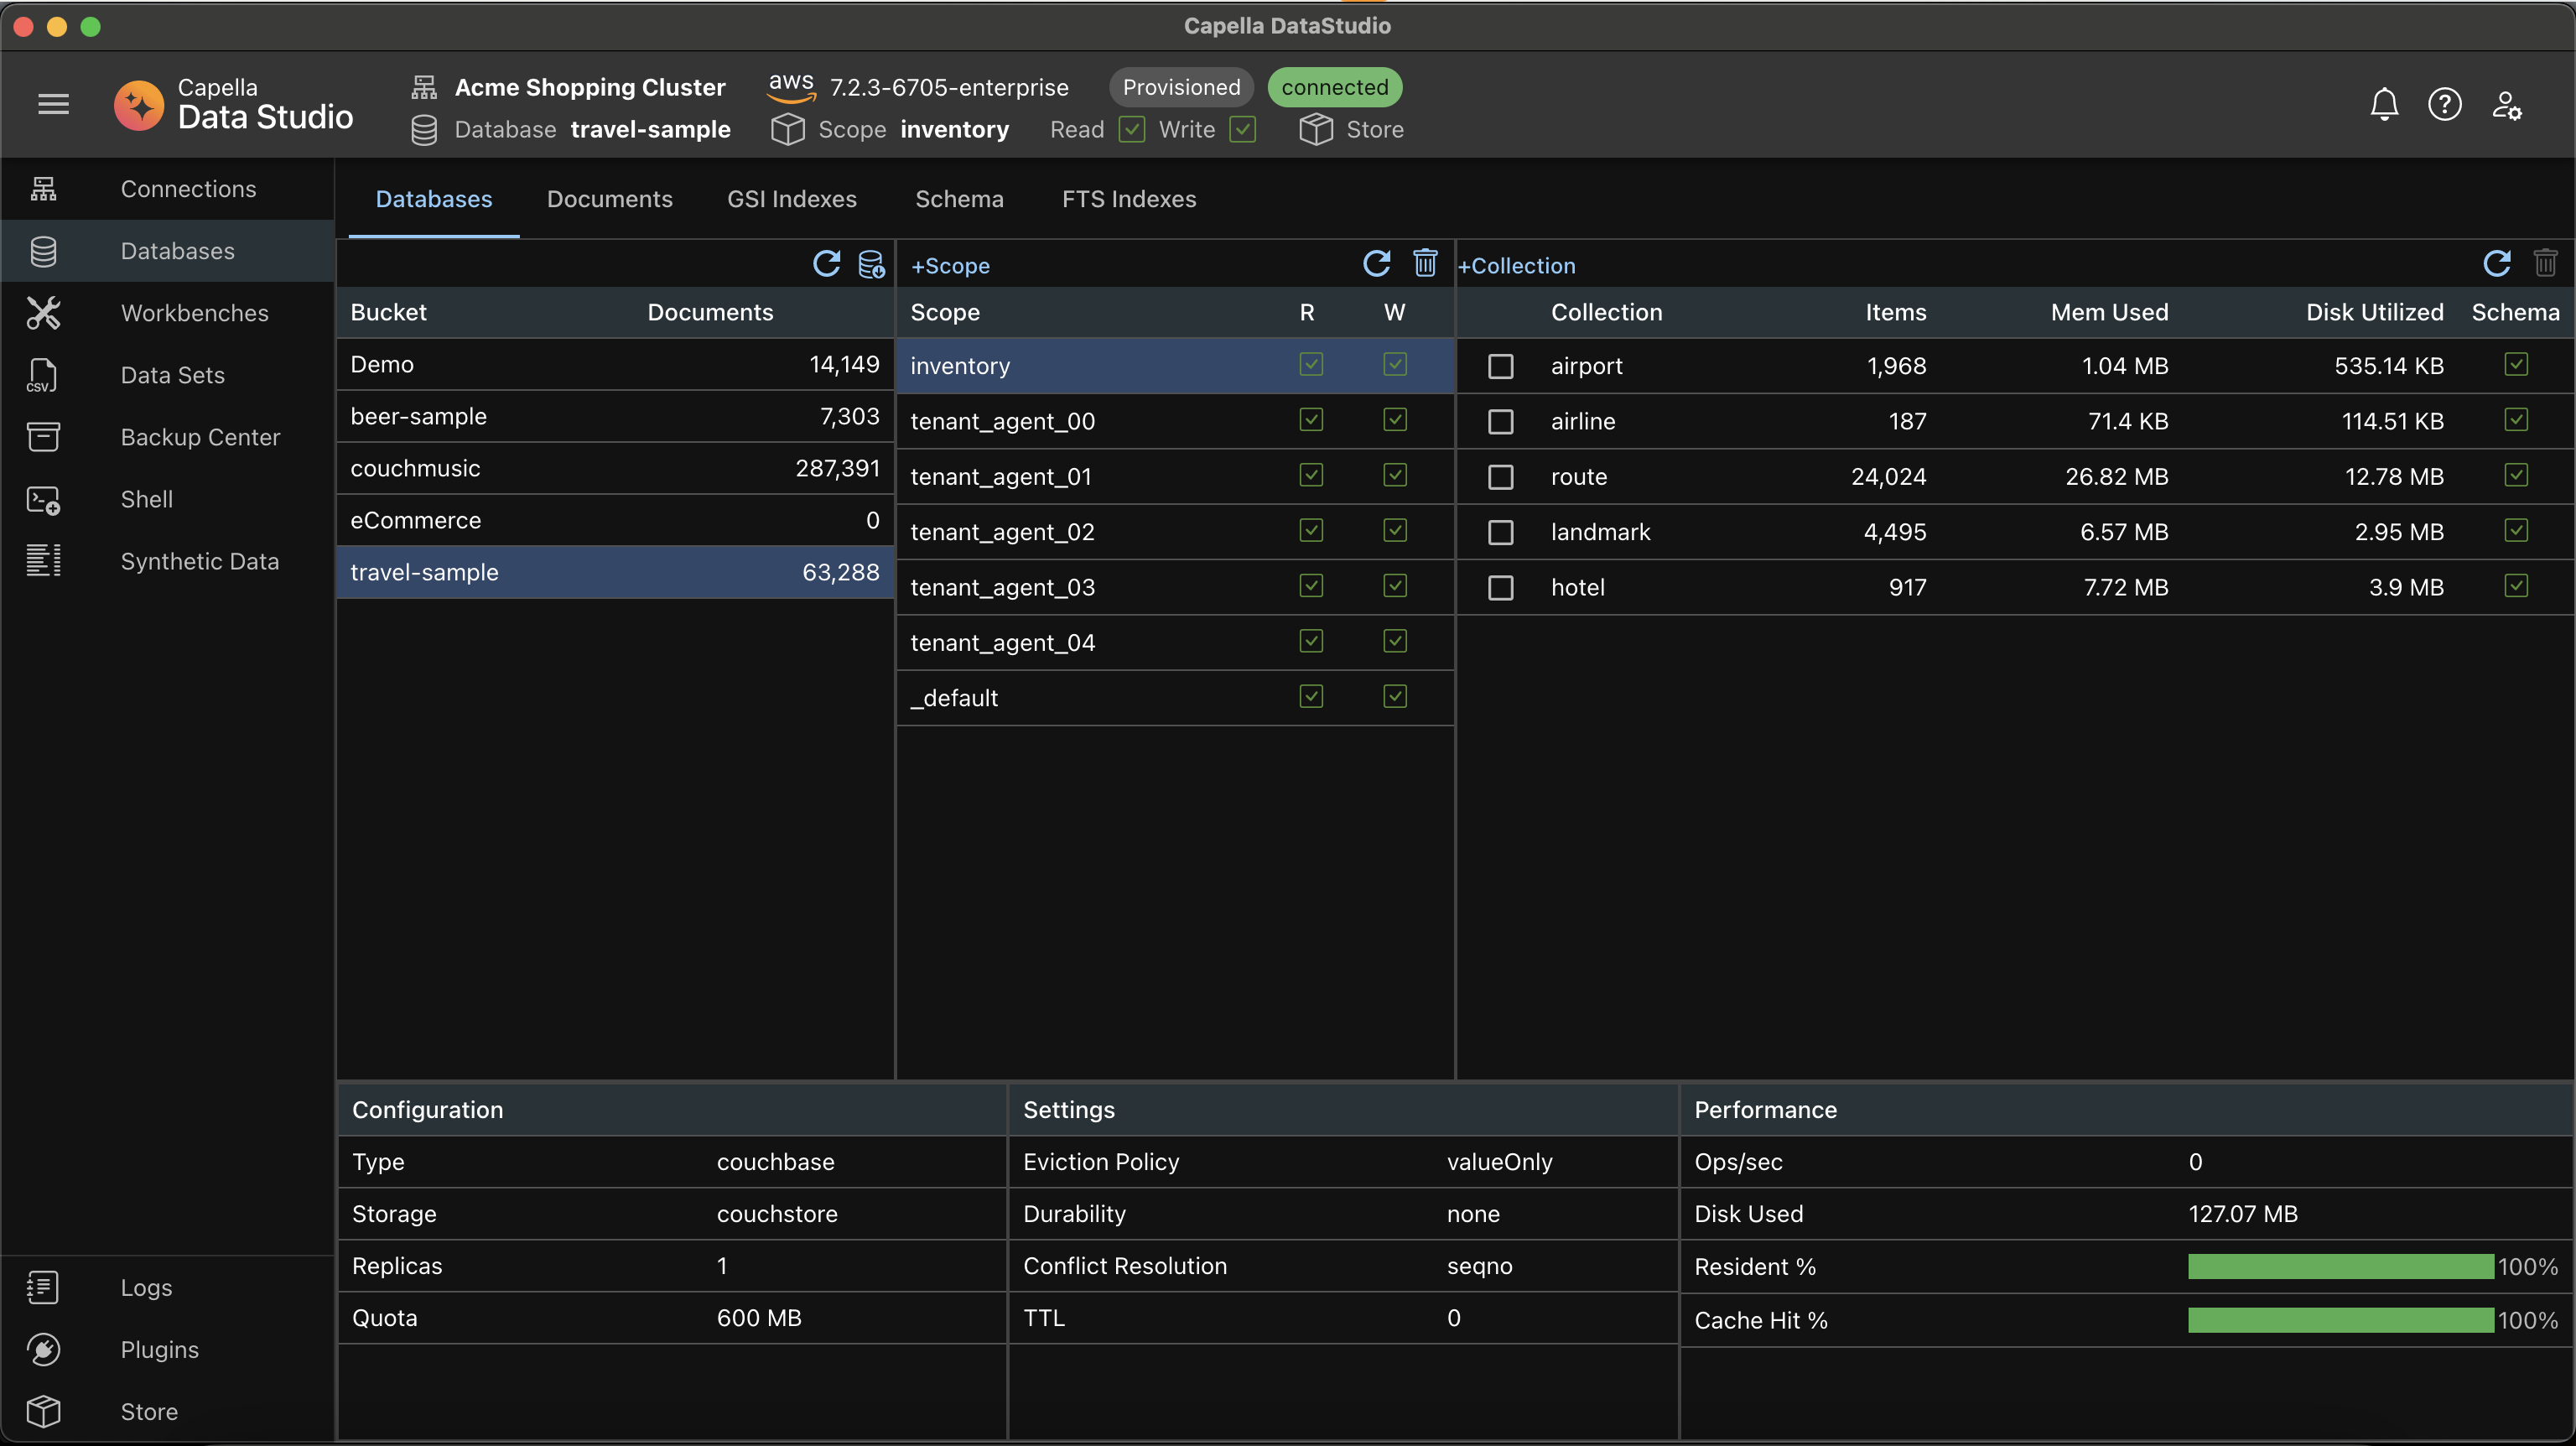 Capella DataStudio
Capella
Data Studio
Acme Shopping Cluster aws 7.2.3-6705-enterprise Provisioned connected
Database travel-sample Scope inventory Read Write Store
Connections
Databases
Workbenches
CSV Data Sets
Backup Center
Shell
Synthetic Data
Logs
Plugins
Store
Databases Documents GSI Indexes Schema FTS Indexes
Bucket Documents
Demo 14,149
beer-sample 7,303
couchmusic 287,391
eCommerce 0
travel-sample 63,288
+Scope
Scope R W
inventory
tenant_agent_00
tenant_agent_01
tenant_agent_02
tenant_agent_03
tenant_agent_04
_default
+Collection
Collection Items Mem Used Disk Utilized Schema
airport 1,968 1.04 MB 535.14 KB
airline 187 71.4 KB 114.51 KB
route 24,024 26.82 MB 12.78 MB
landmark 4,495 6.57 MB 2.95 MB
hotel 917 7.72 MB 3.9 MB
Configuration
Type couchbase
Storage couchstore
Replicas 1
Quota 600 MB
Settings
Eviction Policy valueOnly
Durability none
Conflict Resolution seqno
TTL 0
Performance
Ops/sec 0
Disk Used 127.07 MB
Resident % 100%
Cache Hit % 100%